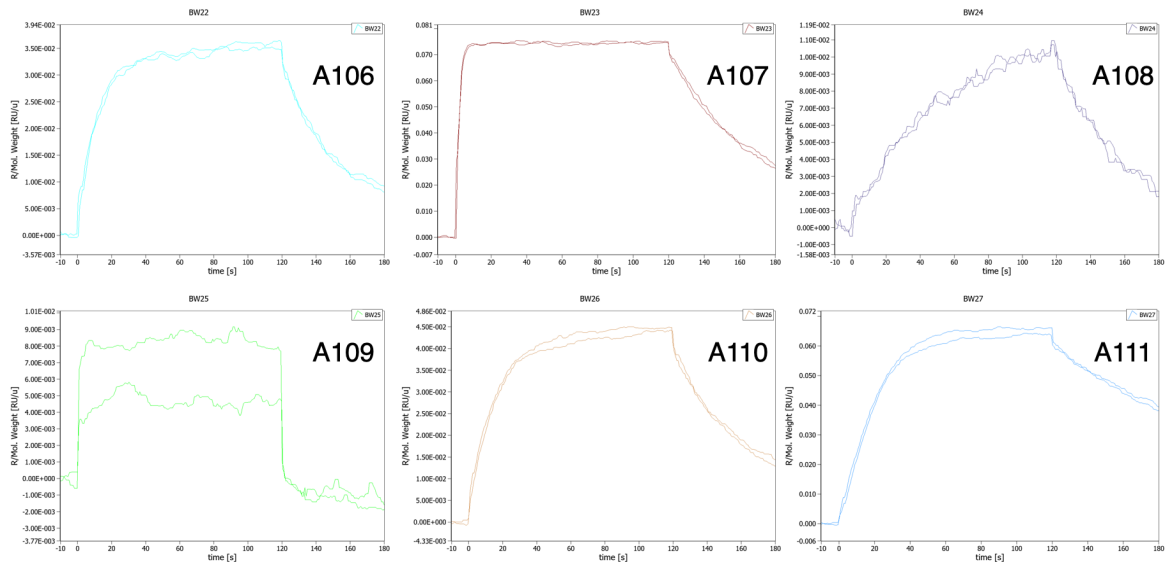 BW22
3.94E-002
3.50E-002
3.00E-002
2.50E-002
2.00E-002
1.50E-002
1.00E-002
5.00E-003
0.00E+000
-3.57E-003
R/Mol. Weight [RU/u]
-10 0 20 40 60 80 100 120 140 160 180
time [s]
BW22
A106
BW23
0.081
0.070
0.060
0.050
0.040
0.030
0.020
0.010
0.000
-0.007
R/Mol. Weight [RU/u]
-10 0 20 40 60 80 100 120 140 160 180
time [s]
BW23
A107
BW24
1.19E-002
1.00E-002
9.00E-003
8.00E-003
7.00E-003
6.00E-003
5.00E-003
4.00E-003
3.00E-003
2.00E-003
1.00E-003
0.00E+000
-1.00E-003
-1.58E-003
R/Mol. Weight [RU/u]
-10 0 20 40 60 80 100 120 140 160 180
time [s]
BW24
A108
BW25
1.01E-002
9.00E-003
8.00E-003
7.00E-003
6.00E-003
5.00E-003
4.00E-003
3.00E-003
2.00E-003
1.00E-003
0.00E+000
-1.00E-003
-2.00E-003
-3.77E-003
R/Mol. Weight [RU/u]
-10 0 20 40 60 80 100 120 140 160 180
time [s]
BW25
A109
BW26
4.86E-002
4.50E-002
4.00E-002
3.50E-002
3.00E-002
2.50E-002
2.00E-002
1.50E-002
1.00E-002
5.00E-003
0.00E+000
-4.33E-003
R/Mol. Weight [RU/u]
-10 0 20 40 60 80 100 120 140 160 180
time [s]
BW26
A110
BW27
0.072
0.060
0.050
0.040
0.030
0.020
0.010
0.000
-0.006
R/Mol. Weight [RU/u]
-10 0 20 40 60 80 100 120 140 160 180
time [s]
BW27
A111